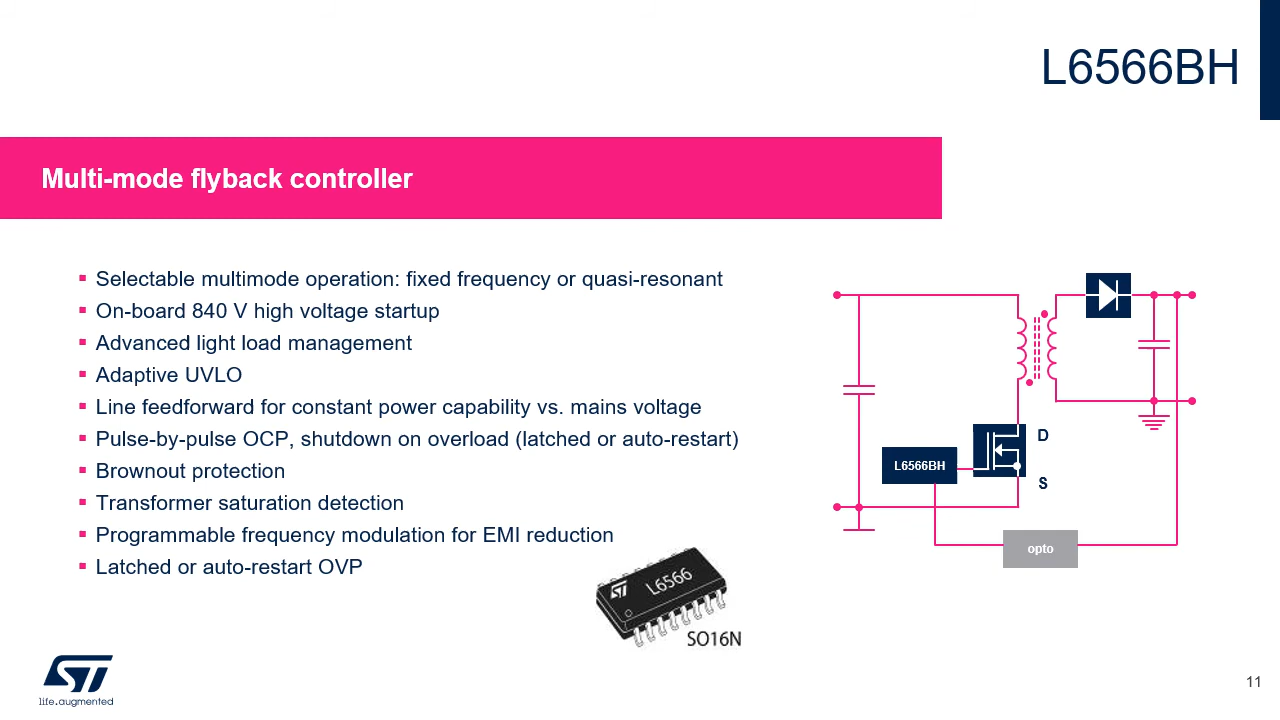 L6566BH
Multi-mode flyback controller
Selectable multimode operation: fixed frequency or quasi-resonant
On-board 840 V high voltage startup
Advanced light load management
Adaptive UVLO
Line feedforward for constant power capability vs. mains voltage
Pulse-by-pulse OCP, shutdown on overload (latched or auto-restart)
Brownout protection
Transformer saturation detection
Programmable frequency modulation for EMI reduction
Latched or auto-restart OVP
D
L6566BH
S
opto
ST
L6566
SO16N
ST
life.augmented
11